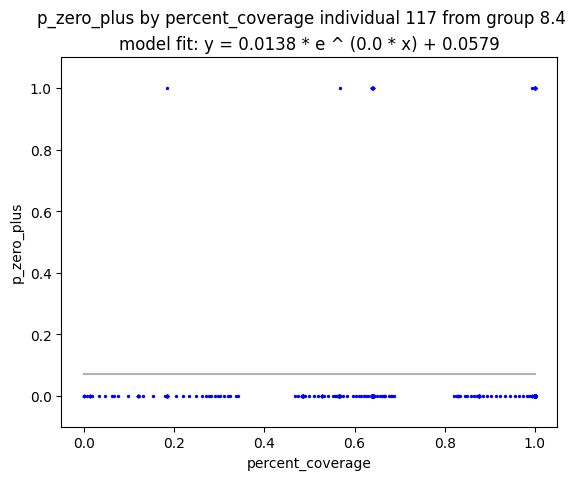 p_zero_plus by percent_coverage individual 117 from group 8.4
model fit: y = 0.0138 * e ^ (0.0 * x) + 0.0579
1.0
0.8
0.6
0.4
0.2
0.0
p_zero_plus
0.0 0.2 0.4 0.6 0.8 1.0
percent_coverage